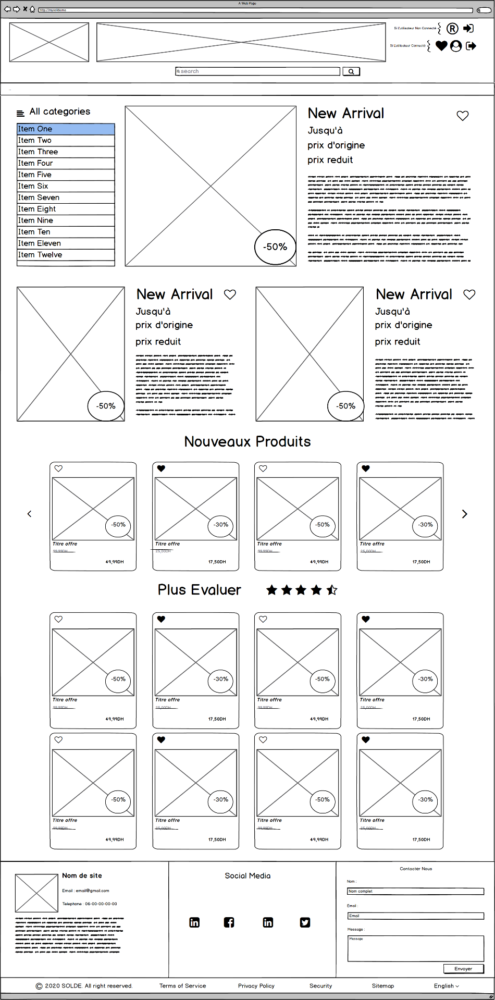 A Web Page
http://mysolde.ma
Si L'utilisateur Non Connecté
®
Si L'utilisateur Connecté
search
...
All categories
Item One
Item Two
Item Three
Item Four
Item Five
Item Six
Item Seven
Item Eight
Item Nine
Item Ten
Item Eleven
Item Twelve
-50%
New Arrival
Jusqu'à
prix d'origine
prix reduit
-50%
New Arrival
Jusqu'à
prix d'origine
prix reduit
-50%
New Arrival
Jusqu'à
prix d'origine
prix reduit
Nouveaux Produits
-50% -30% -50% -30%
Titre offre Titre offre Titre offre Titre offre
99,99DH 25,00DH 99,99DH 25,00DH
49,99DH 17,50DH 49,99DH 17,50DH
Plus Evaluer
-50% -30% -50% -30%
Titre offre Titre offre Titre offre Titre offre
99,99DH 25,00DH 99,99DH 25,00DH
49,99DH 17,50DH 49,99DH 17,50DH
-50% -30% -50% -30%
Titre offre Titre offre Titre offre Titre offre
99,99DH 25,00DH 99,99DH 25,00DH
49,99DH 17,50DH 49,99DH 17,50DH
Nom de site
Email : email@gmail.com
Telephone : 06-00-00-00-00
Social Media
Contacter Nous
Nom :
Nom complet
Email :
Email
Message :
Message
Envoyer
© 2020 SOLDE. All right reserved. Terms of Service Privacy Policy Security Sitemap English